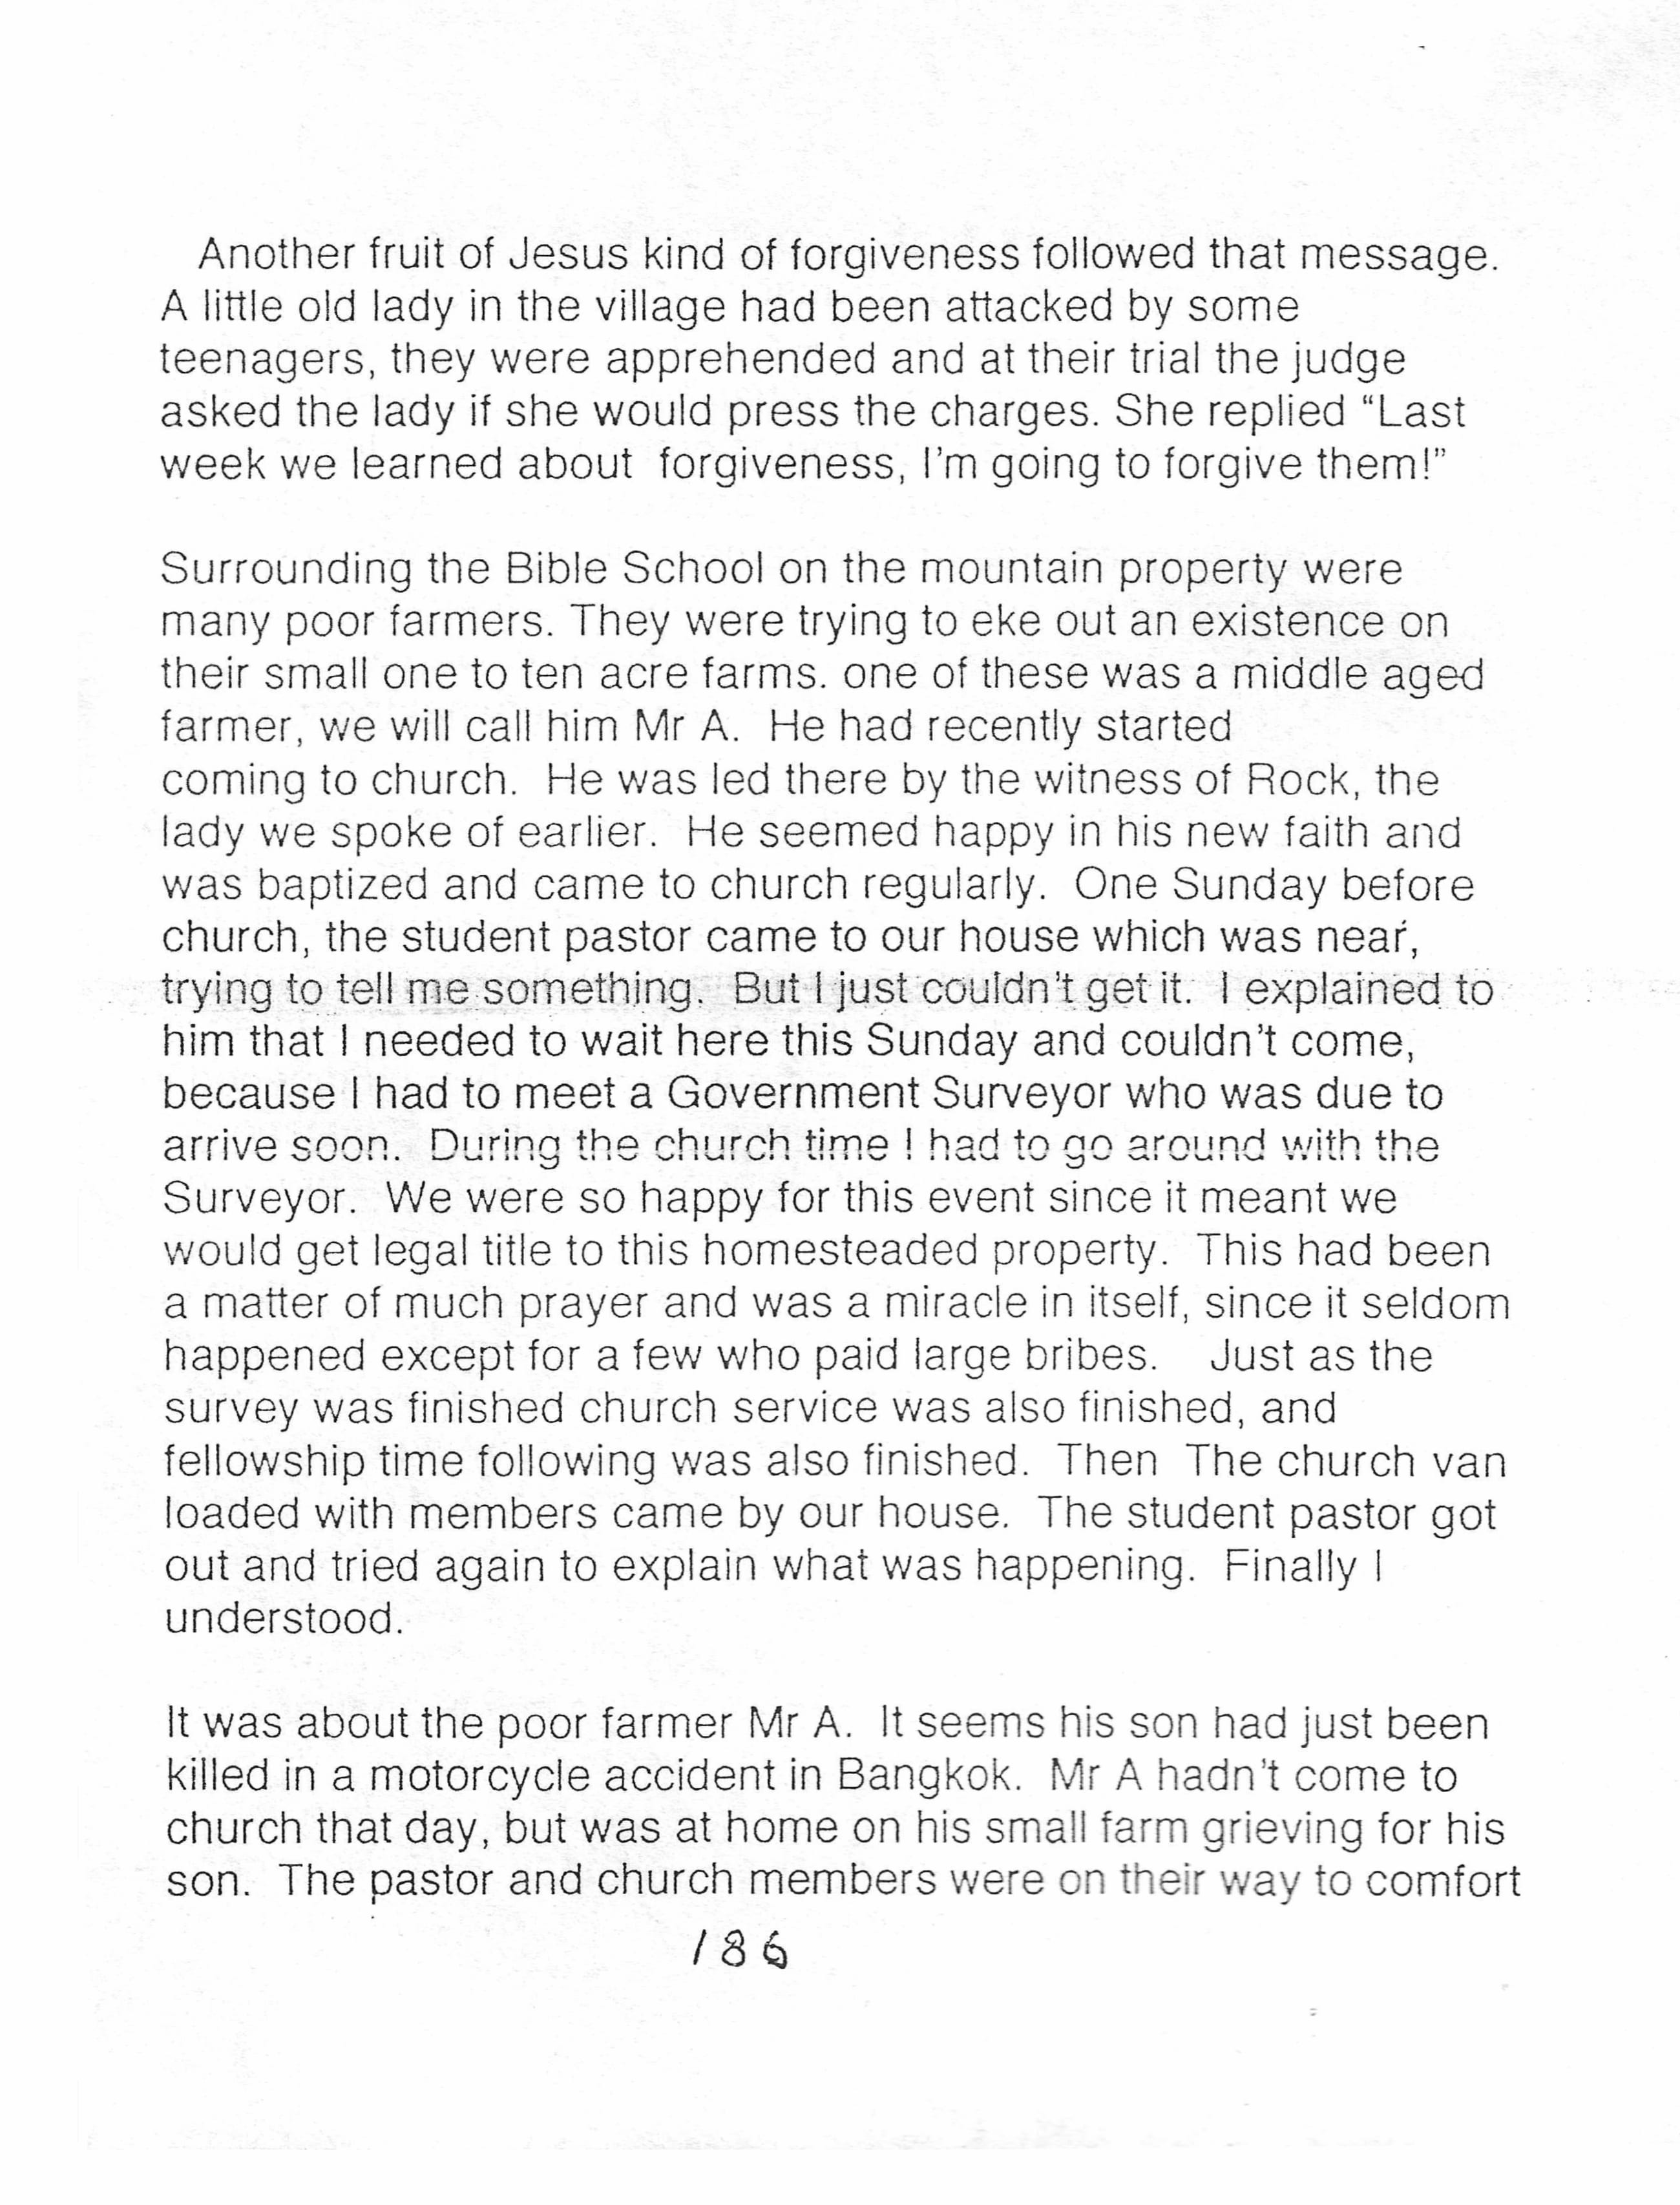 Another fruit of Jesus kind of forgiveness followed that message.
A little old lady in the village had been attacked by some
teenagers, they were apprehended and at their trial the judge
asked the lady if she would press the charges. She replied “Last
week we learned about forgiveness, I’m going to forgive them!”

Surrounding the Bible School on the mountain property were
many poor farmers. They were trying to eke out an existence on
their small one to ten acre farms. one of these was a middle aged
farmer, we will call him Mr A. He had recently started
coming to church. He was led there by the witness of Rock, the
lady we spoke of earlier. He seemed happy in his new faith and
was baptized and came to church regularly. One Sunday before
church, the student pastor came to our house which was near,
trying to tell me something. But I just couldn’t get it. I explained to
him that I needed to wait here this Sunday and couldn’t come,
because I had to meet a Government Surveyor who was due to
arrive soon. During the church time I had to go around with the
Surveyor. We were so happy for this event since it meant we
would get legal title to this homesteaded property. This had been
a matter of much prayer and was a miracle in itself, since it seldom
happened except for a few who paid large bribes. Just as the
survey was finished church service was also finished, and
fellowship time following was also finished. Then The church van
loaded with members came by our house. The student pastor got
out and tried again to explain what was happening. Finally I
understood.

It was about the poor farmer Mr A. It seems his son had just been
killed in a motorcycle accident in Bangkok. Mr A hadn’t come to
church that day, but was at home on his small farm grieving for his
son. The pastor and church members were on their way to comfort
186